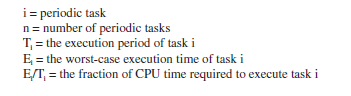 i = periodic task
n = number of periodic tasks
Tᵢ = the execution period of task i
Eᵢ = the worst-case execution time of task i
Eᵢ/Tᵢ = the fraction of CPU time required to execute task i